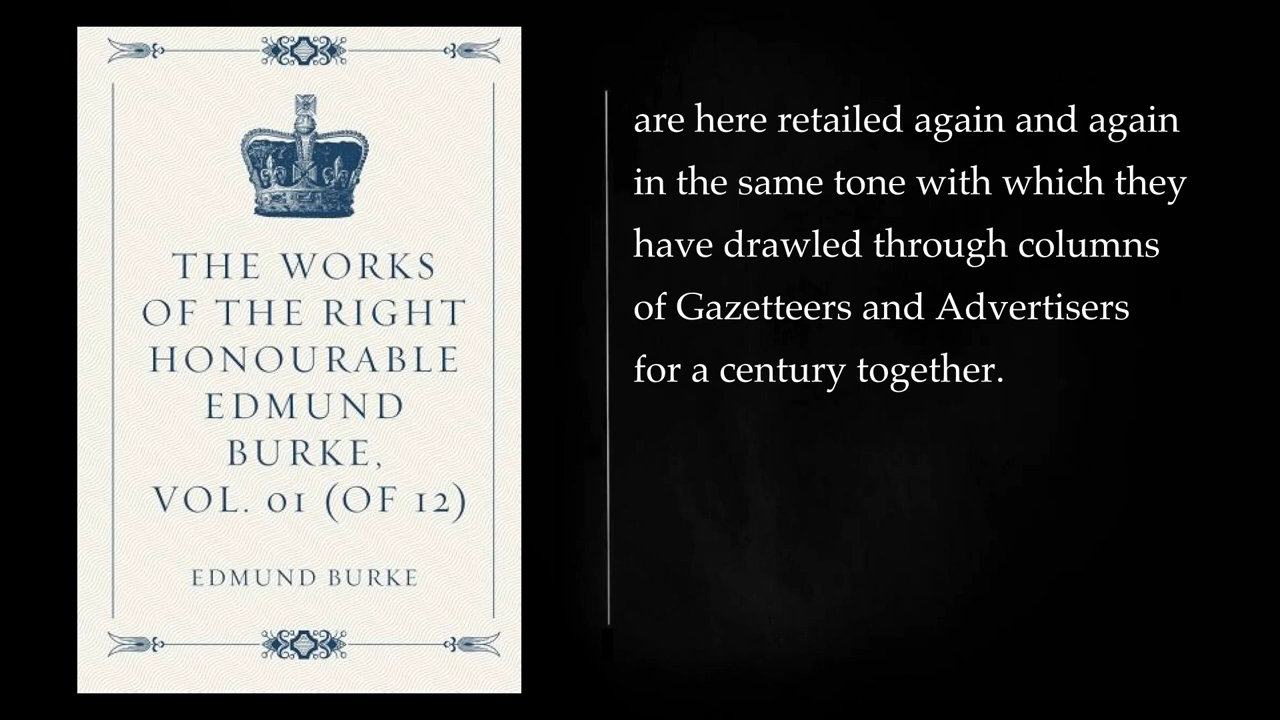 THE WORKS
OF THE RIGHT
HONOURABLE
EDMUND
BURKE,
VOL. 01 (OF 12)
EDMUND BURKE
are here retailed again and again
in the same tone with which they
have drawled through columns
of Gazetteers and Advertisers
for a century together.